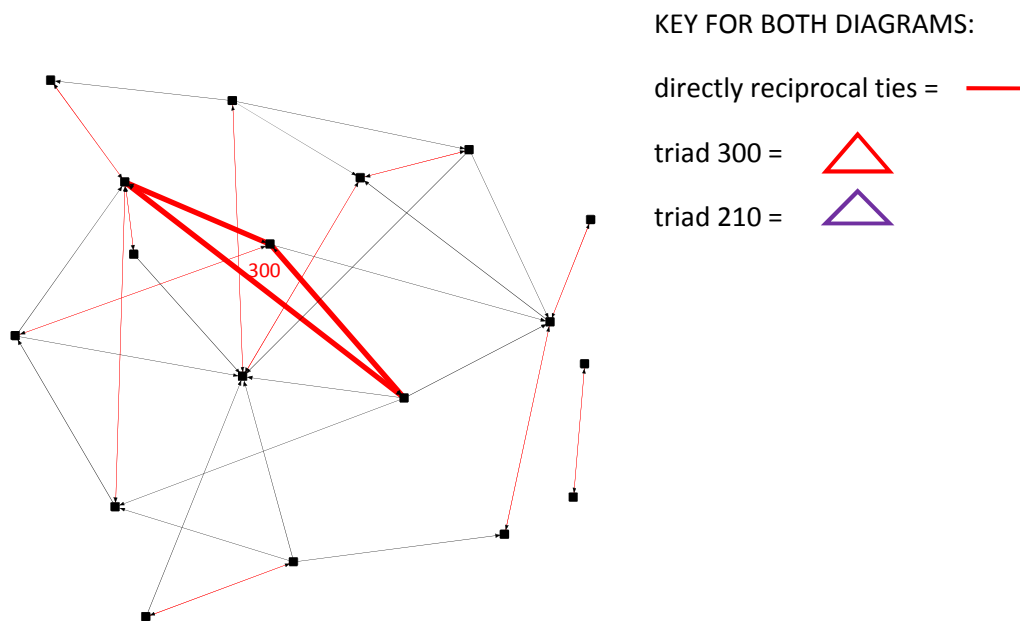 KEY FOR BOTH DIAGRAMS:
directly reciprocal ties =
triad 300 =
triad 210 =
300